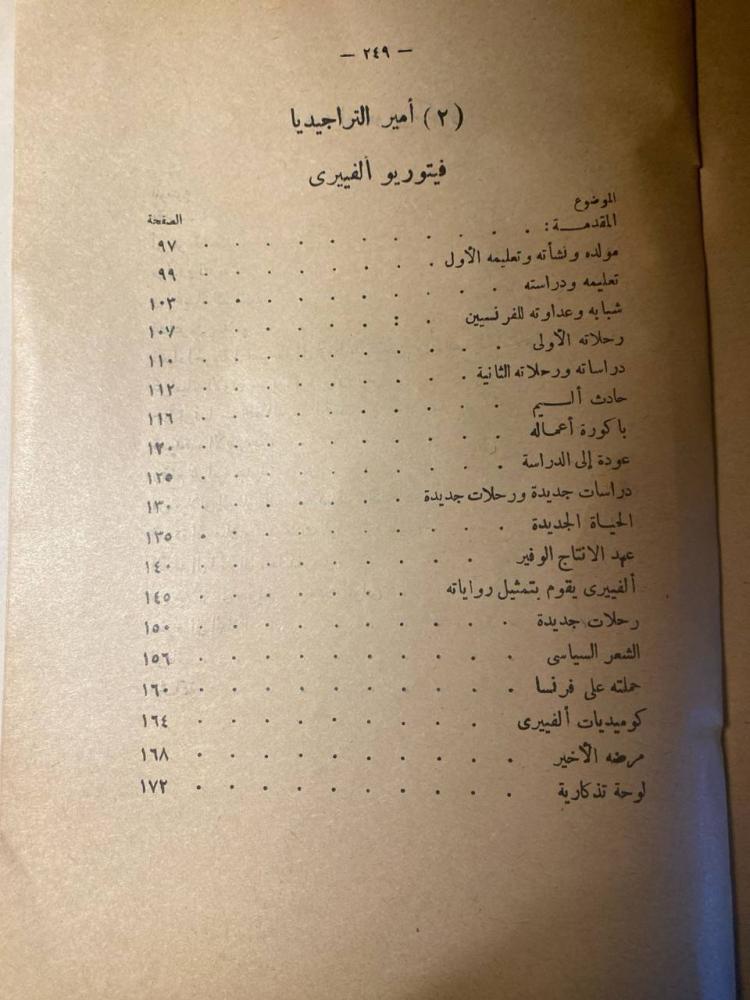 — ٢٤٩ —
(٢) أمير التراجيديا
فيتوريو ألفييرى
الموضوع الصفحة
المقدمـــة : . . . . . . . . . . ٩٧
مولده ونشأته وتعليمه الأول . . . . . . . . ٩٩
تعليمه ودراسته . . . . . . . . . . ١٠٣
شبابه وعداوته للفرنسيين . : . . . . . . ١٠٧
رحلاته الأولى . . . . . . . . . . ١١٠
دراساته ورحلاته الثانية . . . . . . . . . ١١٢
حادث ألســـيم . . . . . . . . . . ١١٦
باكورة أعماله . . . . . . . . . . ١٢٠
عودة إلى الدراسة . . . . . . . . . . ١٢٥
دراسات جديدة ورحلات جديدة . . . . . . . ١٣٠
الحياة الجديدة . . . . . . . . . . ١٣٥
عهد الانتاج الوفير . . . . . . . . . ١٤٠
ألفييرى يقوم بتمثيل رواياته . . . . . . . ١٤٥
رحلات جديدة . . . . . . . . . . ١٥٠
الشعر السياسى . . . . . . . . . . ١٥٦
حملته على فرنسا . . . . . . . . . . ١٦٠
كوميديات ألفييرى . . . . . . . . . ١٦٤
مرضه الأخير . . . . . . . . . . ١٦٨
لوحة تذكارية . . . . . . . . . . ١٧٢